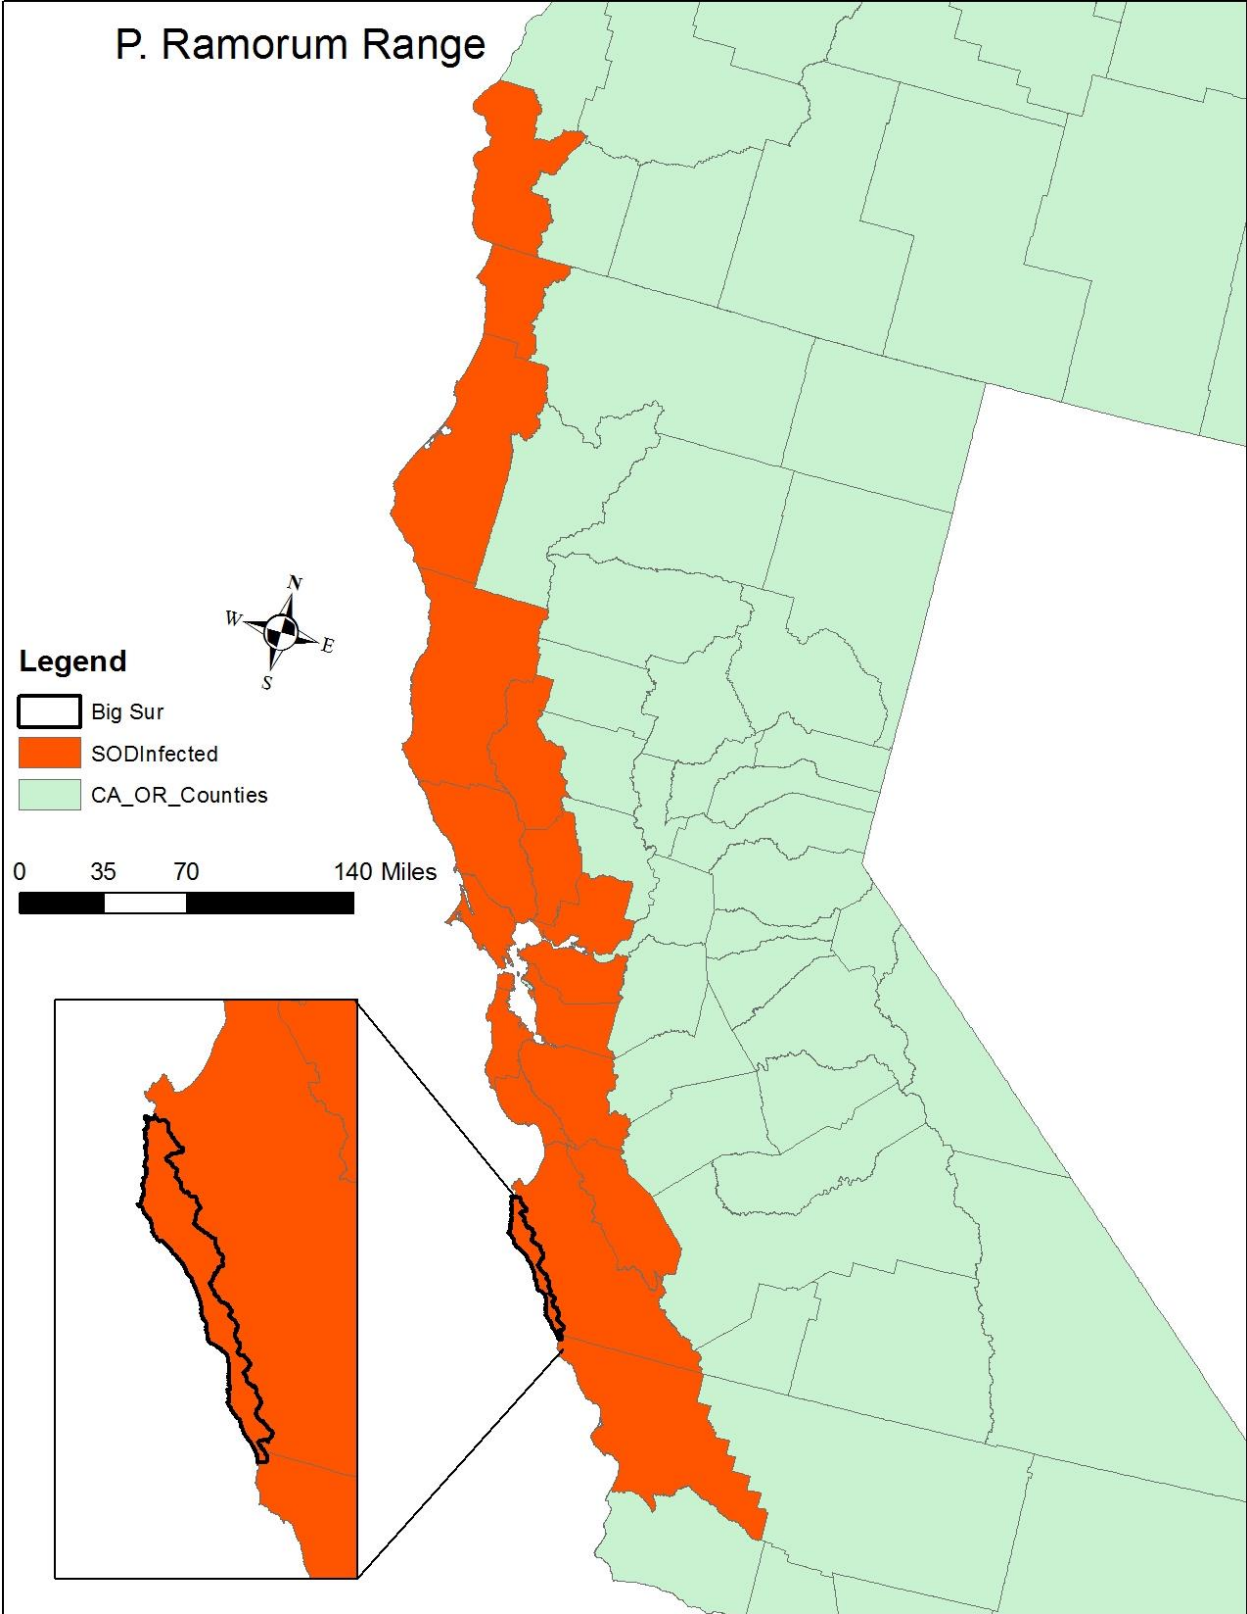 P. Ramorum Range
N
W
E
S
Legend
Big Sur
SODInfected
CA_OR_Counties
0 35 70 140 Miles